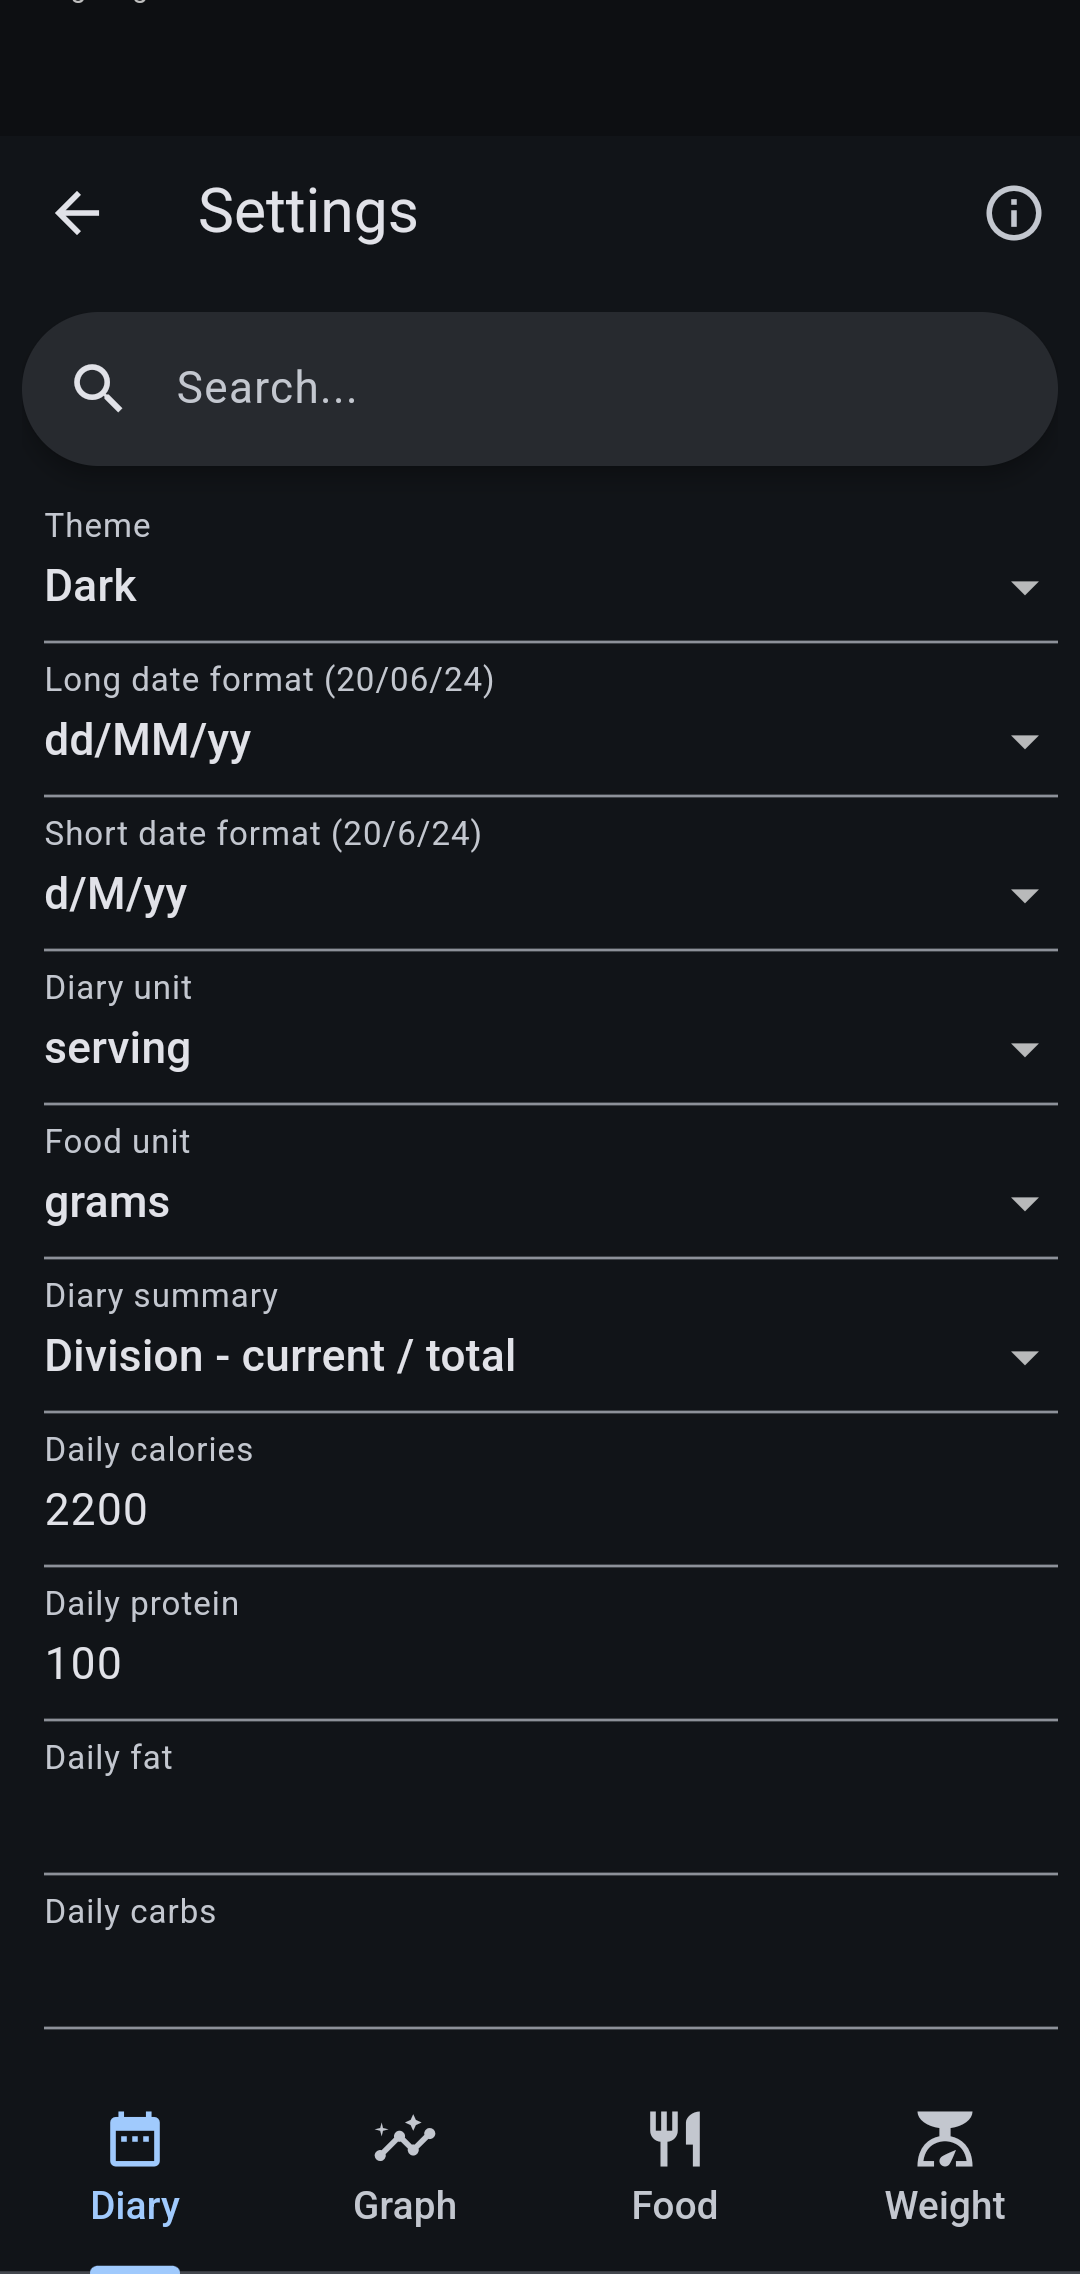 Settings
Search...
Theme
Dark
Long date format (20/06/24)
dd/MM/yy
Short date format (20/6/24)
d/M/yy
Diary unit
serving
Food unit
grams
Diary summary
Division - current / total
Daily calories
2200
Daily protein
100
Daily fat
Daily carbs
Diary
Graph
Food
Weight